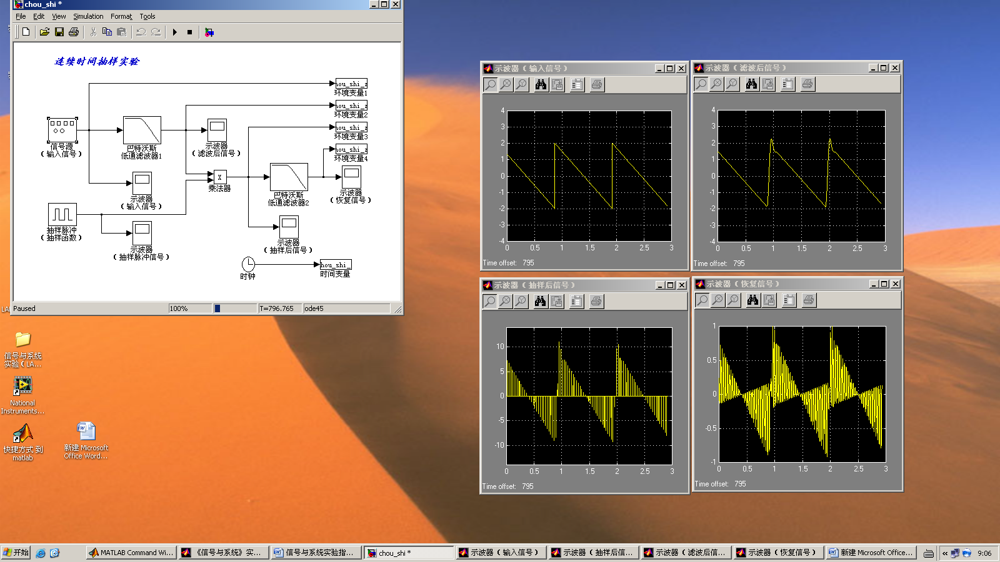 chou_shi *
File Edit View Simulation Format Tools
连续时间抽样实验
hou_shi_z
环境变量1
hou_shi_z
环境变量2
hou_shi_z
环境变量3
hou_shi_z
环境变量4
信号源
（输入信号）
巴特沃斯
低通滤波器1
示波器
（滤波后信号）
示波器
（输入信号）
X
乘法器
巴特沃斯
低通滤波器2
示波器
（恢复信号）
抽样脉冲
（抽样函数）
示波器
（抽样脉冲信号）
示波器
（抽样后信号）
时钟
hou_shi_
时间变量
Paused 100% T=796.765 ode45
示波器（输入信号）
4
3
2
1
0
-1
-2
-3
-4
0 0.5 1 1.5 2 2.5 3
Time offset: 795
示波器（滤波后信号）
4
3
2
1
0
-1
-2
-3
-4
0 0.5 1 1.5 2 2.5 3
Time offset: 795
示波器（抽样后信号）
10
5
0
-5
-10
0 0.5 1 1.5 2 2.5 3
Time offset: 795
示波器（恢复信号）
1
0.5
0
-0.5
-1
0 0.5 1 1.5 2 2.5 3
Time offset: 795
LA
信号与系统
实验（LA...
National
Instruments...
快捷方式 到
matlab
新建 Microsoft
Office Word...
开始 MATLAB Command Wi... 《信号与系统》实... 信号与系统实验指... chou_shi * 示波器（输入信号） 示波器（抽样后信... 示波器（滤波后信... 示波器（恢复信号） 新建 Microsoft Office... « 9:06